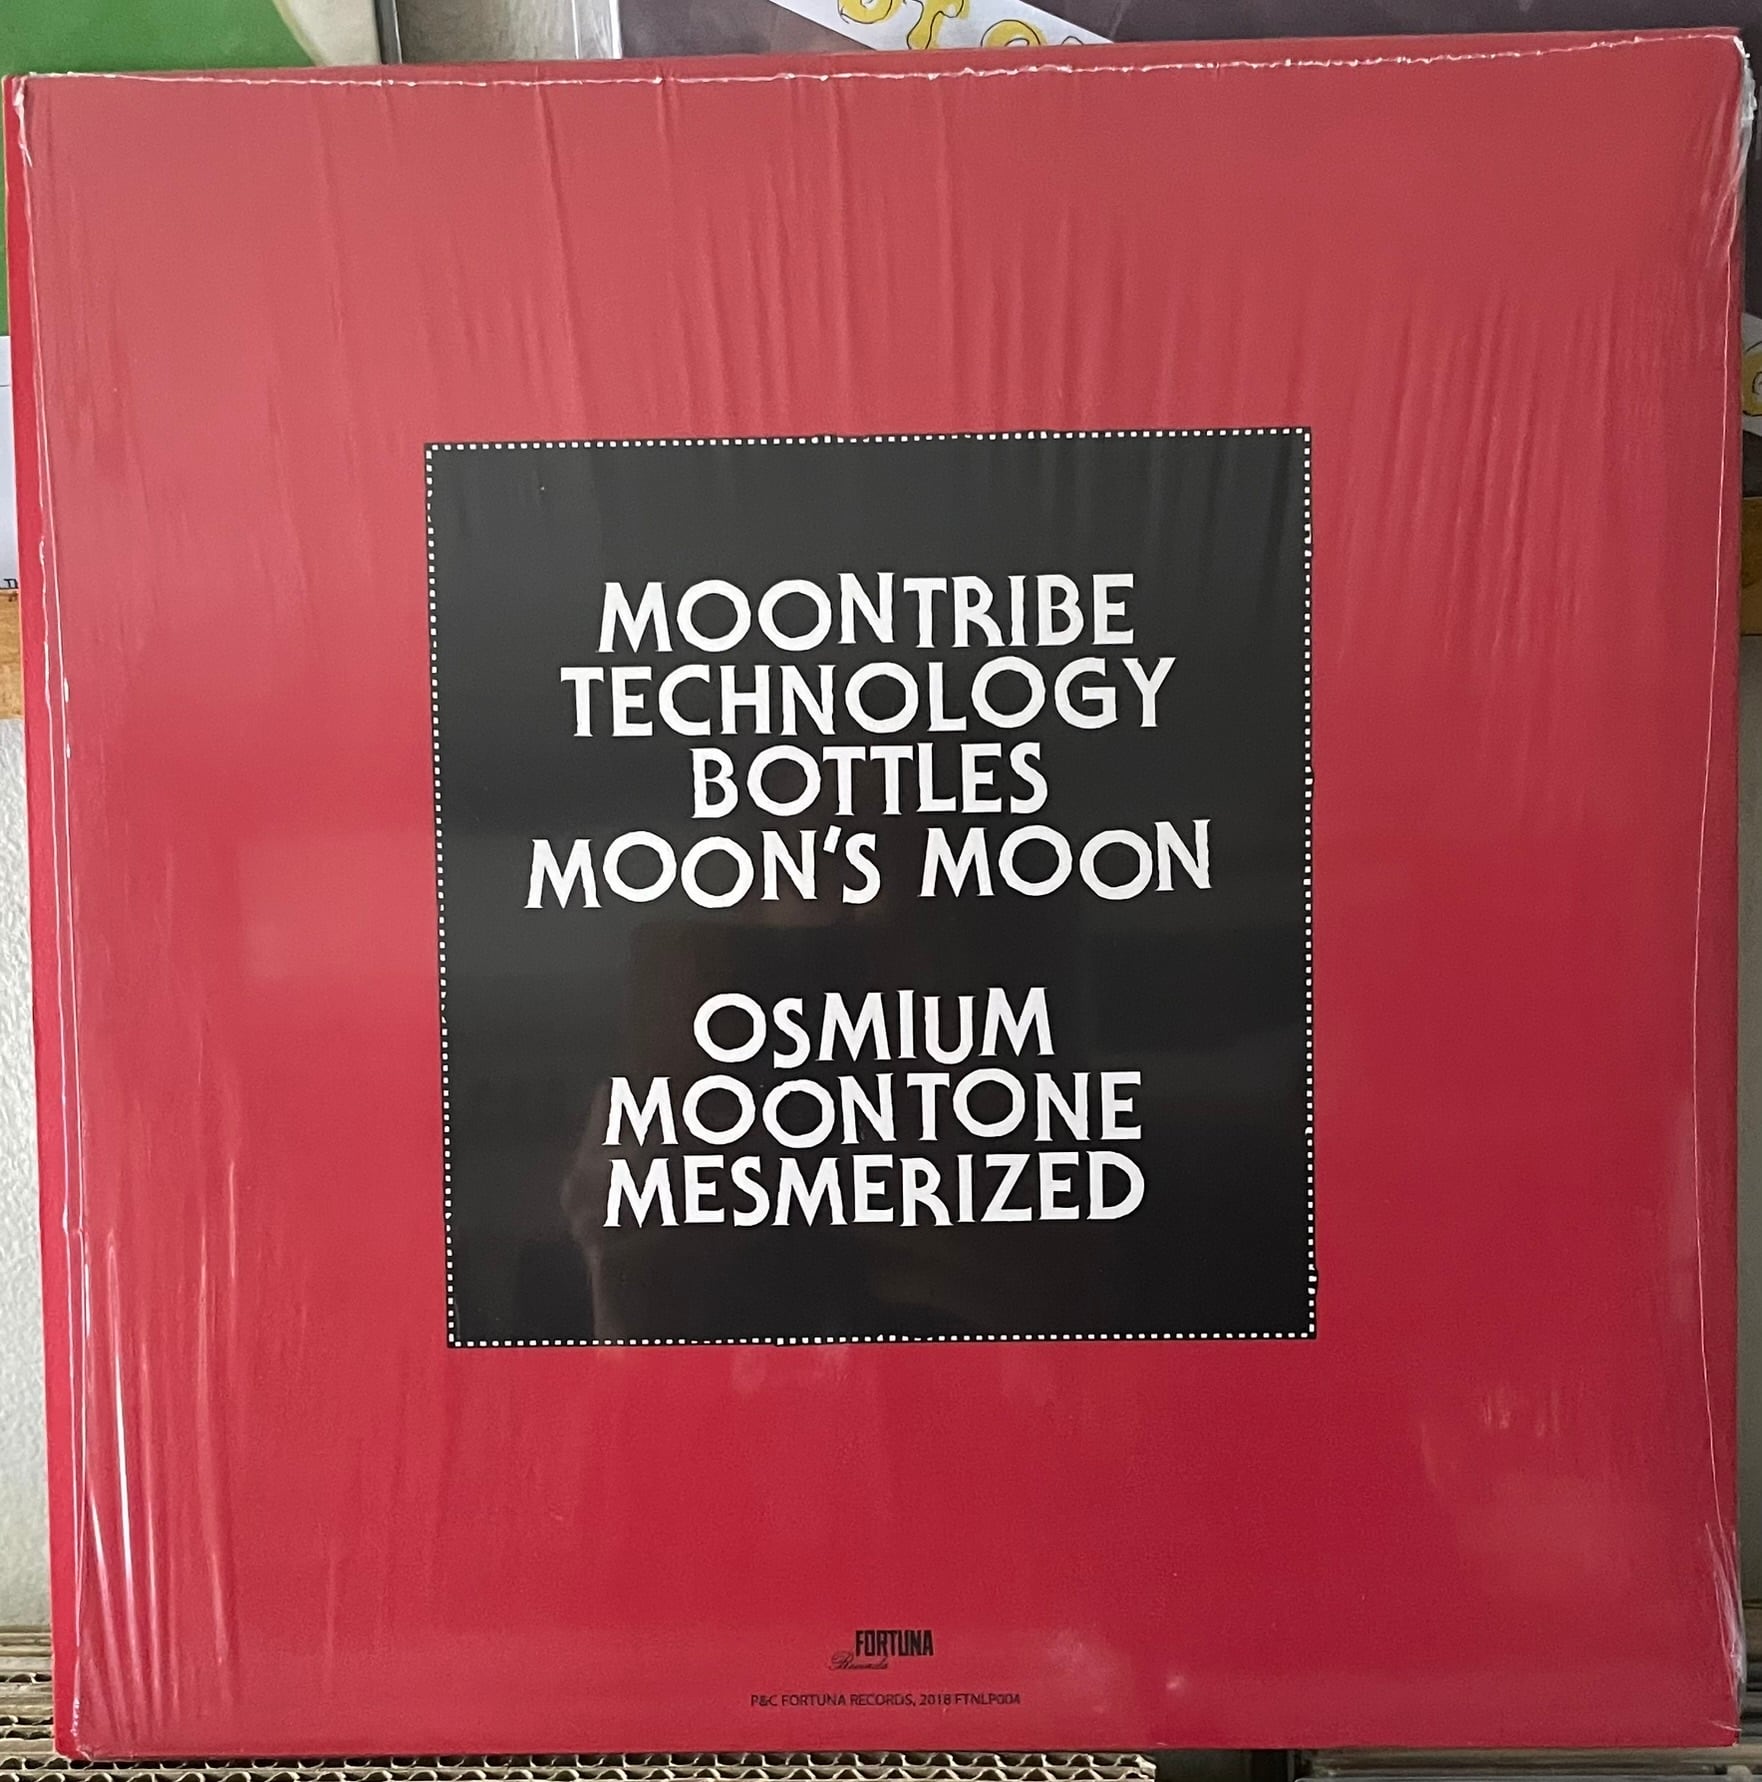 MOONTRIBE
TECHNOLOGY
BOTTLES
MOON'S MOON
OSMIUM
MOONTONE
MESMERIZED
FORTUNA
Records
P&C FORTUNA RECORDS, 2018 FTNLP004